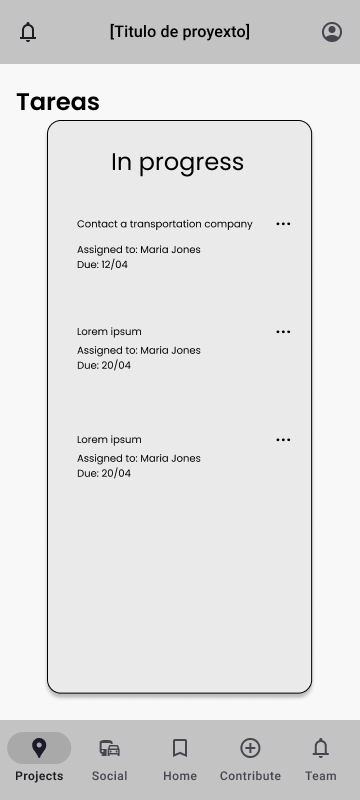 [Titulo de proyexto]
Tareas
In progress
Contact a transportation company
Assigned to: Maria Jones
Due: 12/04
Lorem ipsum
Assigned to: Maria Jones
Due: 20/04
Lorem ipsum
Assigned to: Maria Jones
Due: 20/04
Projects Social Home Contribute Team